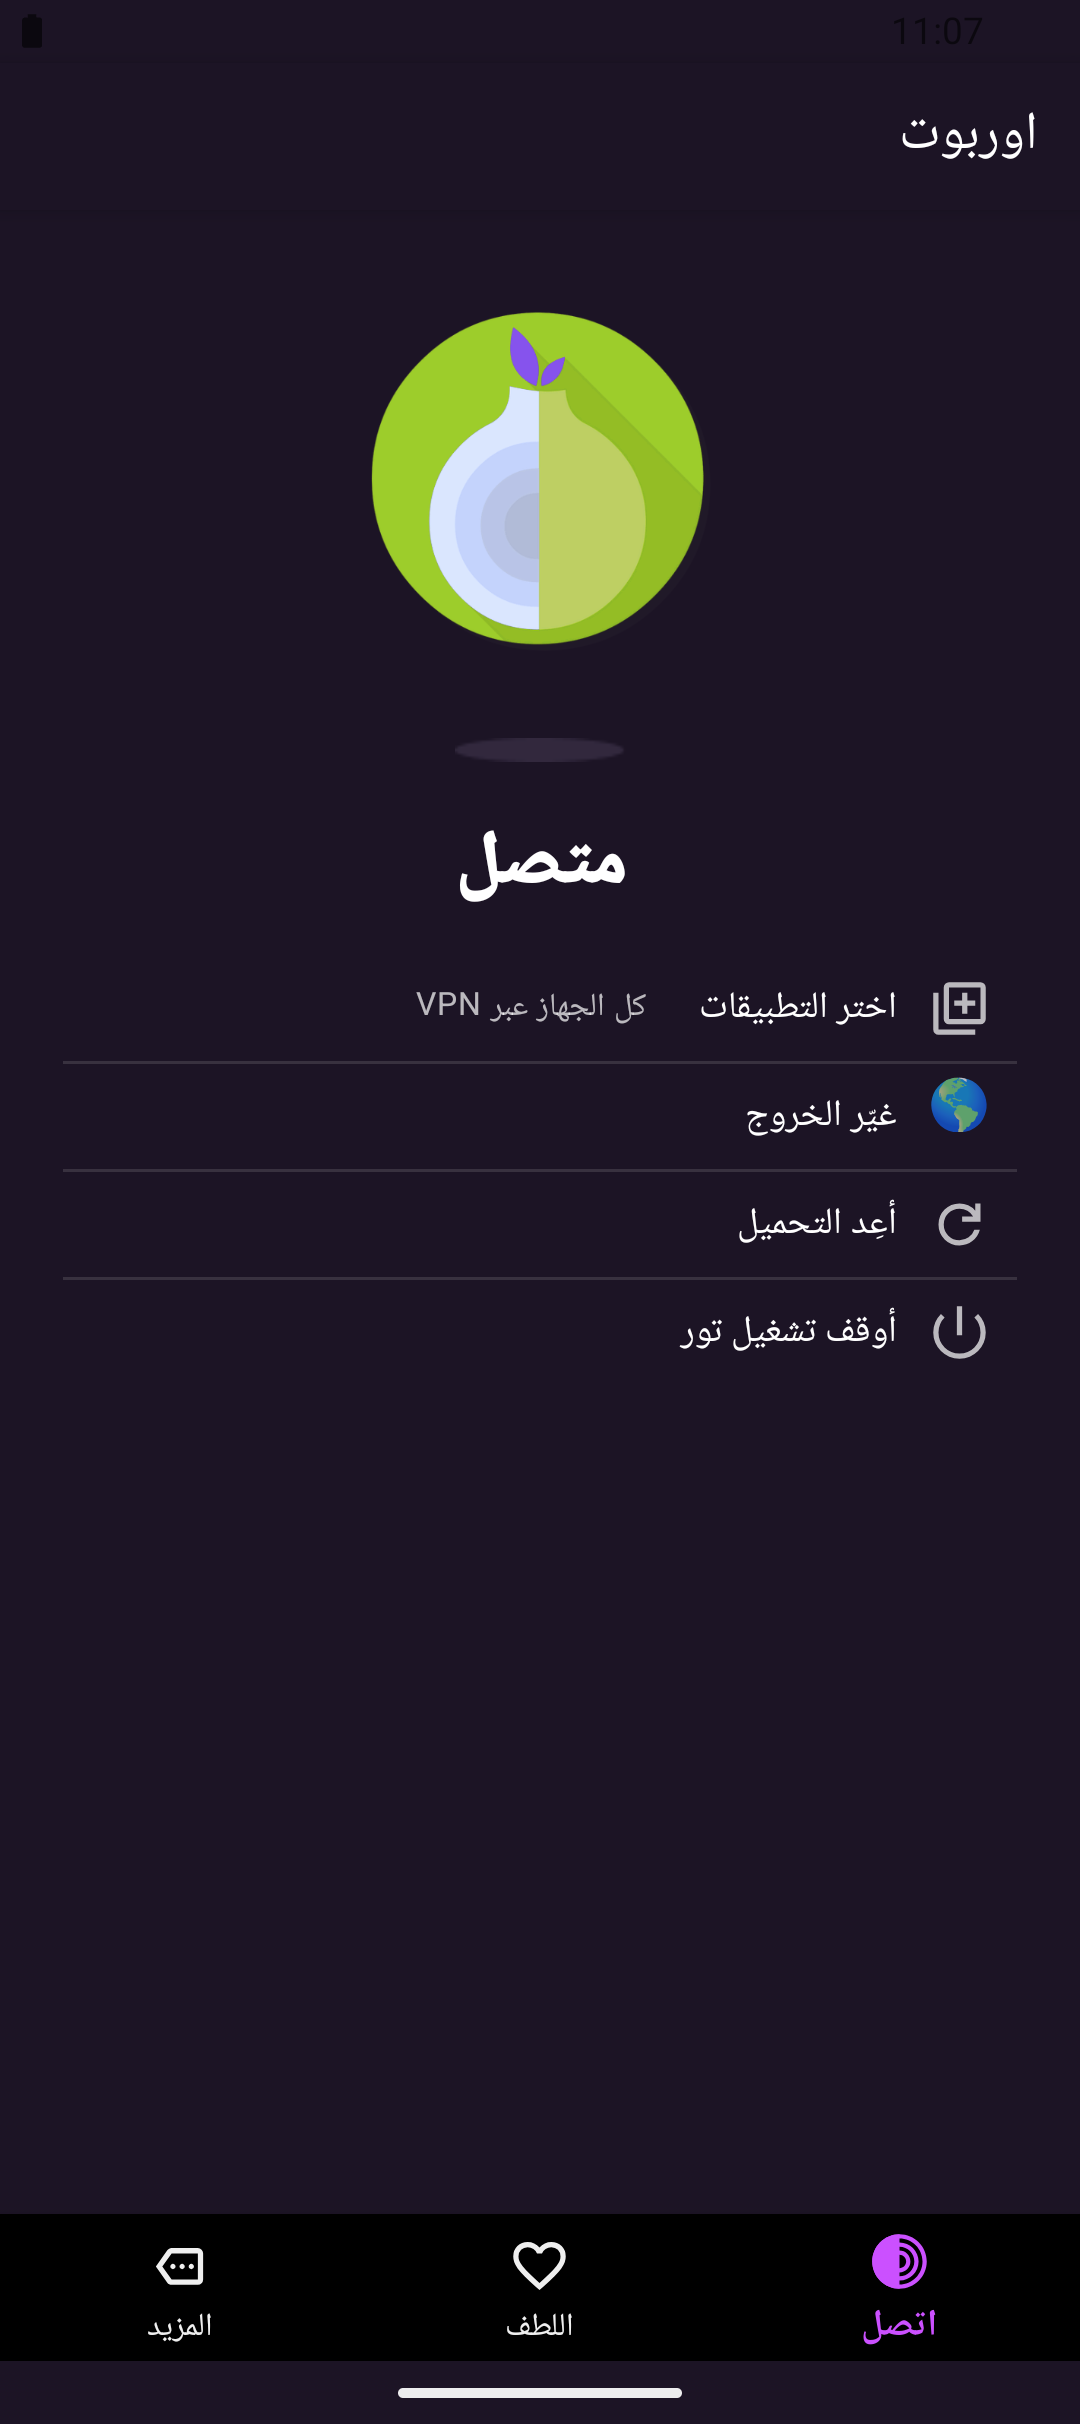 11:07
اوربوت
متصل
اختر التطبيقات كل الجهاز عبر VPN
غيّر الخروج
أعِد التحميل
أوقف تشغيل تور
اتصل
اللطف
المزيد